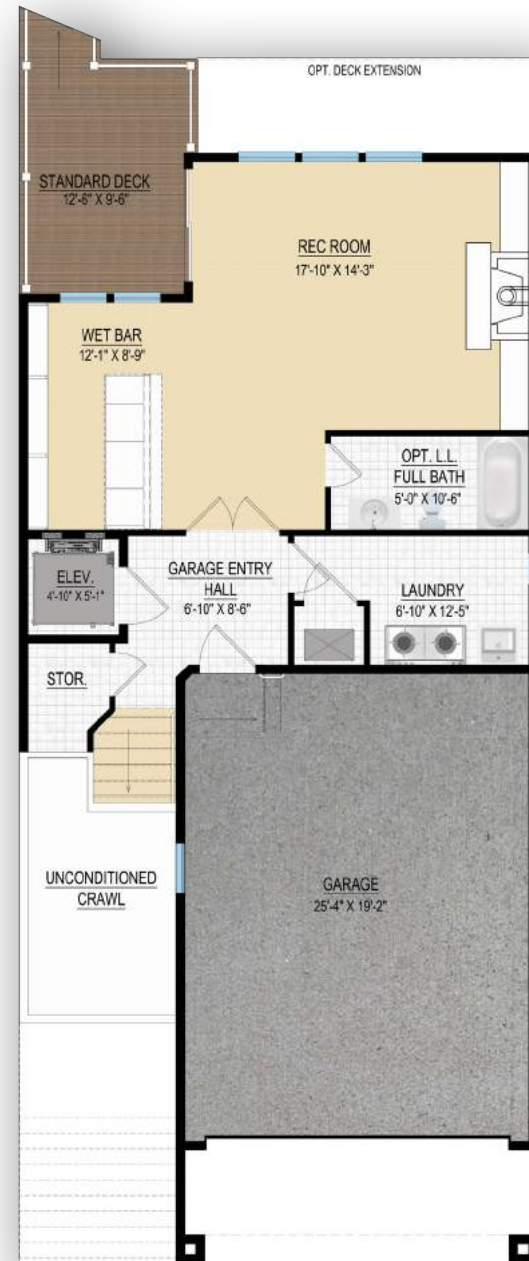 OPT. DECK EXTENSION
STANDARD DECK
12'-6" X 9'-6"
REC ROOM
17'-10" X 14'-3"
WET BAR
12'-1" X 8'-9"
OPT. L.L.
FULL BATH
5'-0" X 10'-6"
ELEV.
4'-10" X 5'-1"
GARAGE ENTRY
HALL
6'-10" X 8'-6"
LAUNDRY
6'-10" X 12'-5"
STOR.
UNCONDITIONED
CRAWL
GARAGE
25'-4" X 19'-2"